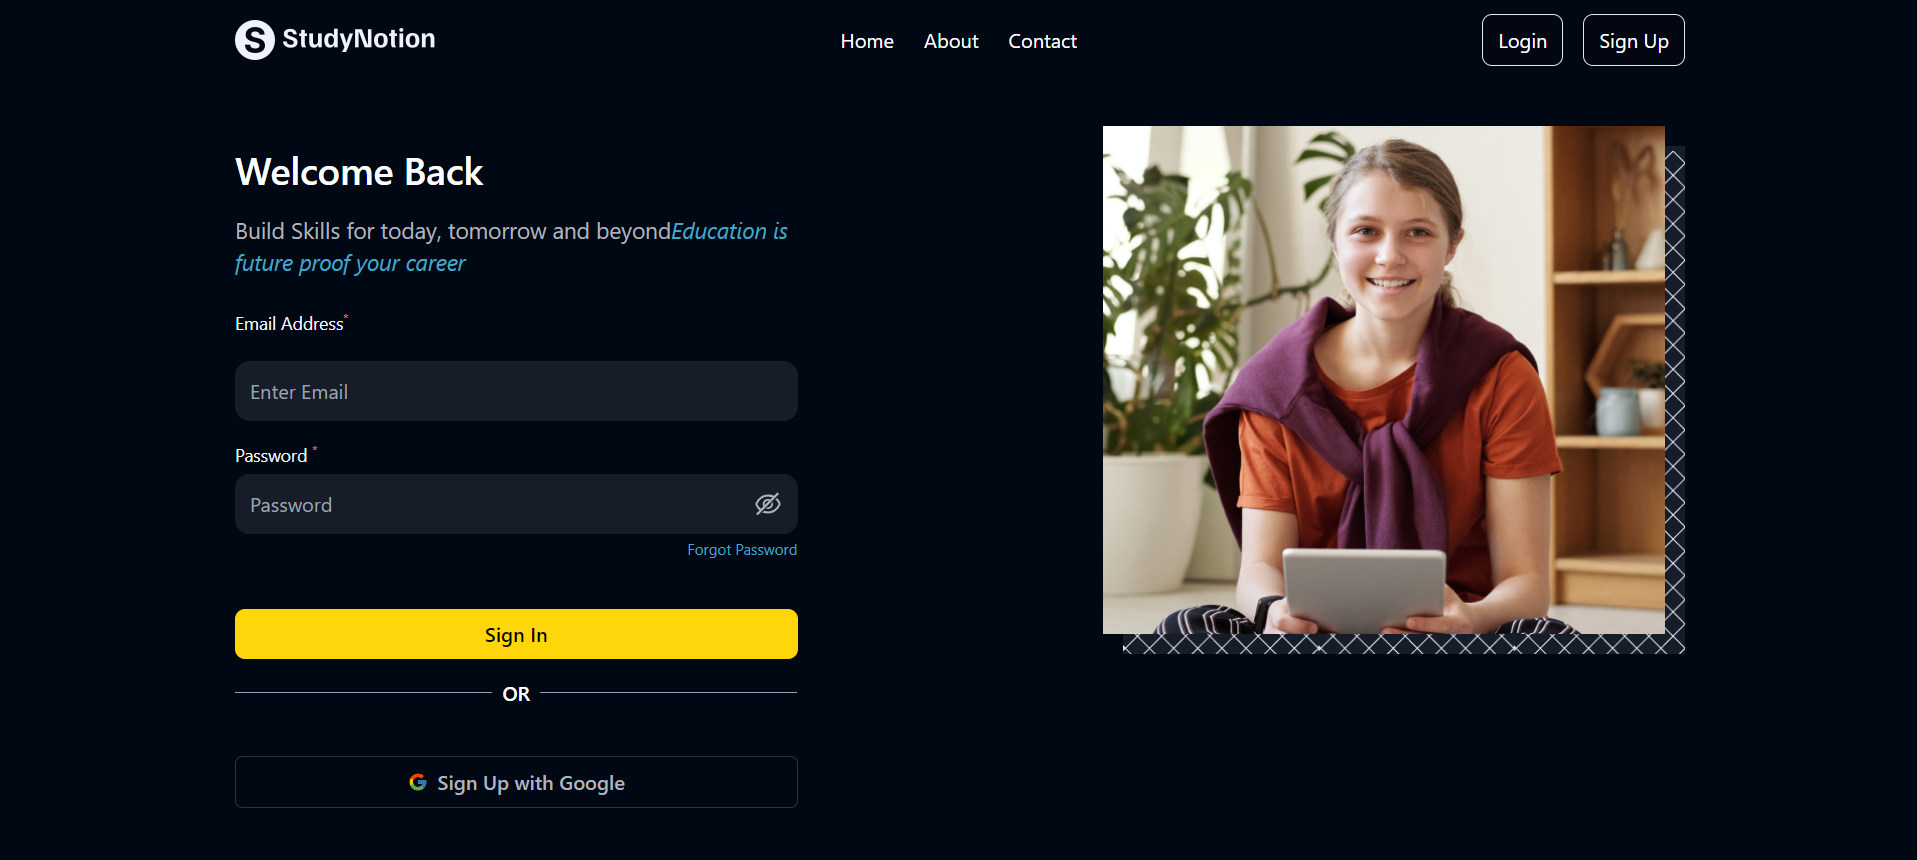 S StudyNotion
Home About Contact
Login Sign Up
Welcome Back
Build Skills for today, tomorrow and beyondEducation is
future proof your career
Email Address*
Enter Email
Password *
Password
Forgot Password
Sign In
OR
Sign Up with Google